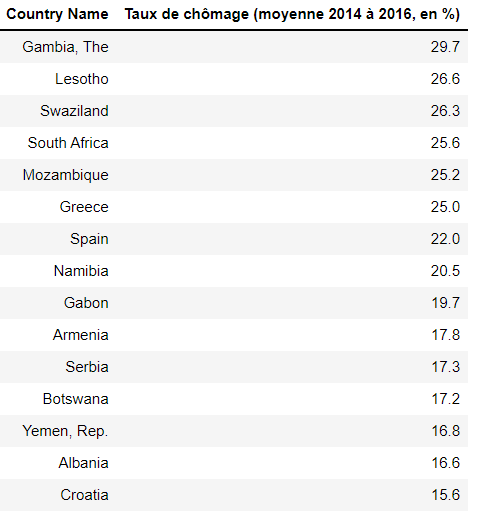 Country Name Taux de chômage (moyenne 2014 à 2016, en %)
Gambia, The 29.7
Lesotho 26.6
Swaziland 26.3
South Africa 25.6
Mozambique 25.2
Greece 25.0
Spain 22.0
Namibia 20.5
Gabon 19.7
Armenia 17.8
Serbia 17.3
Botswana 17.2
Yemen, Rep. 16.8
Albania 16.6
Croatia 15.6